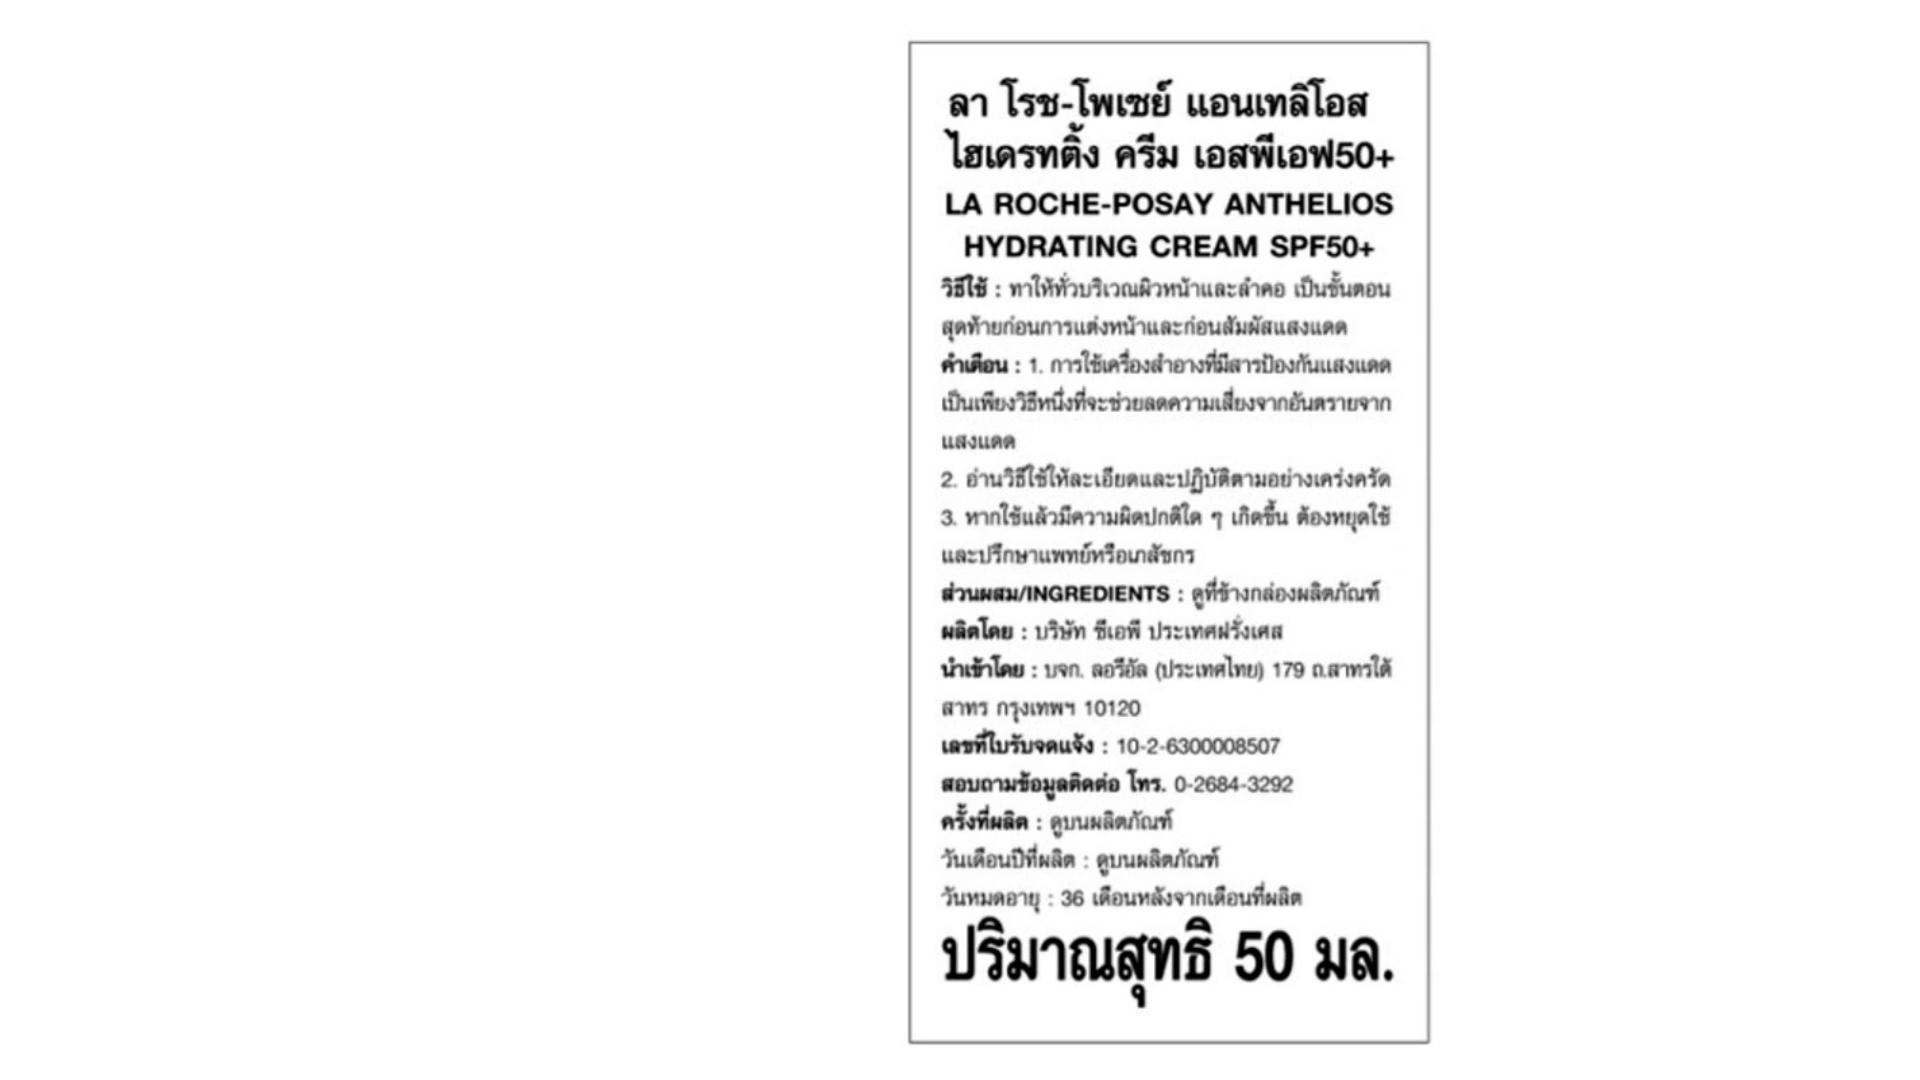 ลา โรช-โพเซย์ แอนเทลิโอส
ไฮเดรทติ้ง ครีม เอสพีเอฟ50+
LA ROCHE-POSAY ANTHELIOS
HYDRATING CREAM SPF50+
วิธีใช้ : ทาให้ทั่วบริเวณผิวหน้าและลำคอ เป็นขั้นตอน
สุดท้ายก่อนการแต่งหน้าและก่อนสัมผัสแสงแดด
คำเตือน : 1. การใช้เครื่องสำอางที่มีสารป้องกันแสงแดด
เป็นเพียงวิธีหนึ่งที่จะช่วยลดความเสี่ยงจากอันตรายจาก
แสงแดด
2. อ่านวิธีใช้ให้ละเอียดและปฏิบัติตามอย่างเคร่งครัด
3. หากใช้แล้วมีความผิดปกติใด ๆ เกิดขึ้น ต้องหยุดใช้
และปรึกษาแพทย์หรือเภสัชกร
ส่วนผสม/INGREDIENTS : ดูที่ข้างกล่องผลิตภัณฑ์
ผลิตโดย : บริษัท ซีเอพี ประเทศฝรั่งเศส
นำเข้าโดย : บจก. ลอรีอัล (ประเทศไทย) 179 ถ.สาทรใต้
สาทร กรุงเทพฯ 10120
เลขที่ใบรับจดแจ้ง : 10-2-6300008507
สอบถามข้อมูลติดต่อ โทร. 0-2684-3292
ครั้งที่ผลิต : ดูบนผลิตภัณฑ์
วันเดือนปีที่ผลิต : ดูบนผลิตภัณฑ์
วันหมดอายุ : 36 เดือนหลังจากเดือนที่ผลิต
ปริมาณสุทธิ 50 มล.